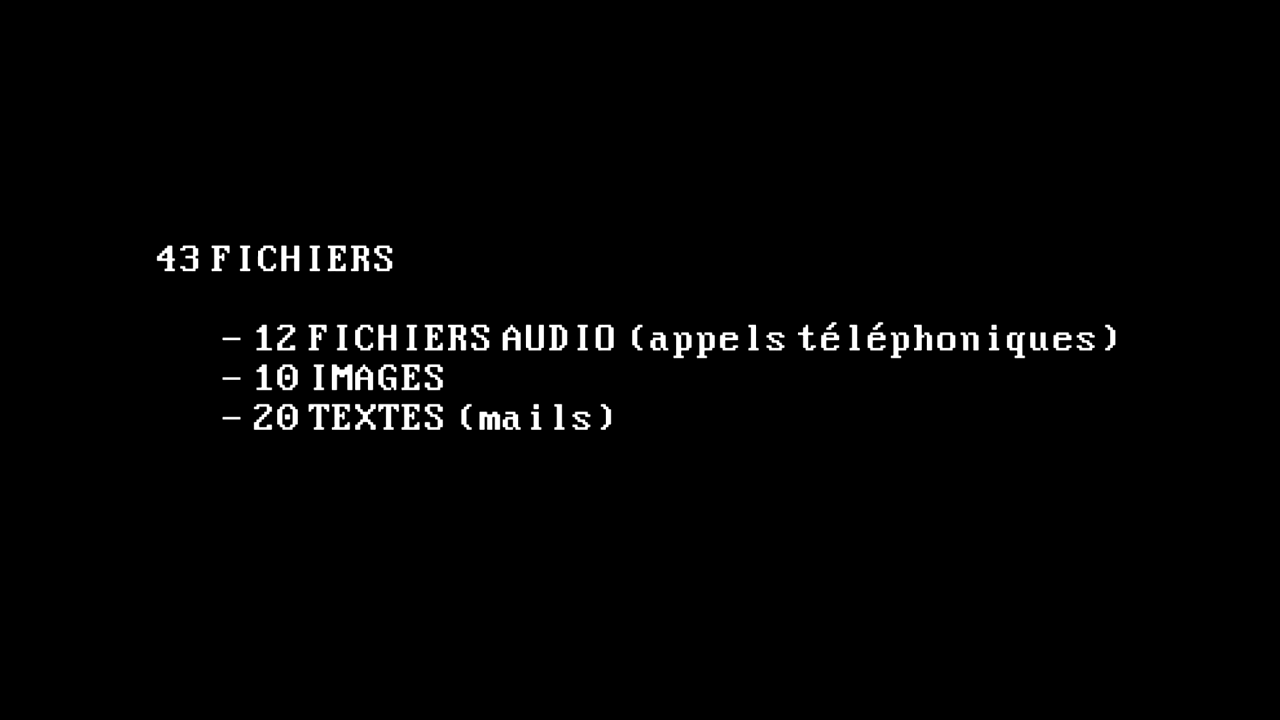 43 FICHIERS
- 12 FICHIERS AUDIO (appels téléphoniques)
- 10 IMAGES
- 20 TEXTES (mails)